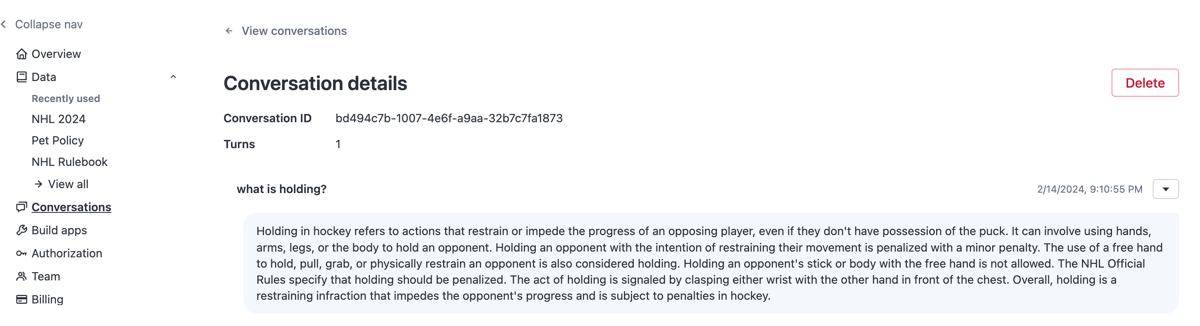 Collapse nav
Overview
Data
Recently used
NHL 2024
Pet Policy
NHL Rulebook
→ View all
Conversations
Build apps
Authorization
Team
Billing
← View conversations
Conversation details
Delete
Conversation ID bd494c7b-1007-4e6f-a9aa-32b7c7fa1873
Turns 1
what is holding? 2/14/2024, 9:10:55 PM
Holding in hockey refers to actions that restrain or impede the progress of an opposing player, even if they don't have possession of the puck. It can involve using hands,
arms, legs, or the body to hold an opponent. Holding an opponent with the intention of restraining their movement is penalized with a minor penalty. The use of a free hand
to hold, pull, grab, or physically restrain an opponent is also considered holding. Holding an opponent's stick or body with the free hand is not allowed. The NHL Official
Rules specify that holding should be penalized. The act of holding is signaled by clasping either wrist with the other hand in front of the chest. Overall, holding is a
restraining infraction that impedes the opponent's progress and is subject to penalties in hockey.